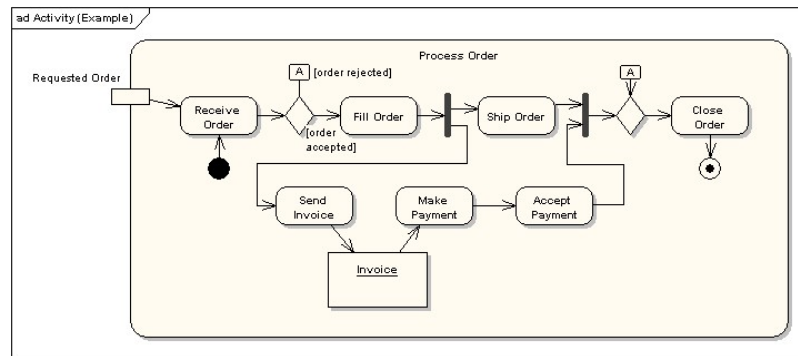 ad Activity (Example)
Process Order
Requested Order
A [order rejected]
A
Receive
Order
Fill Order
Ship Order
Close
Order
[order
accepted]
Send
Invoice
Make
Payment
Accept
Payment
Invoice